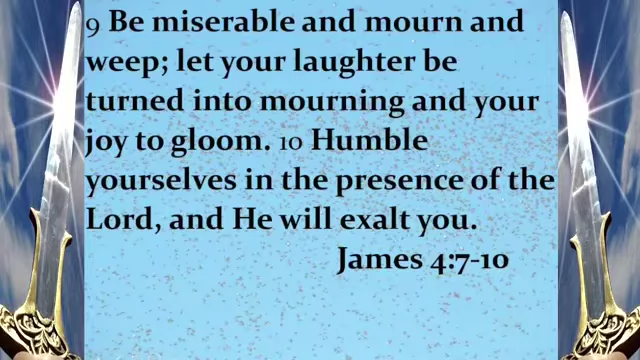 9 Be miserable and mourn and
weep; let your laughter be
turned into mourning and your
joy to gloom. 10 Humble
yourselves in the presence of the
Lord, and He will exalt you.
James 4:7-10